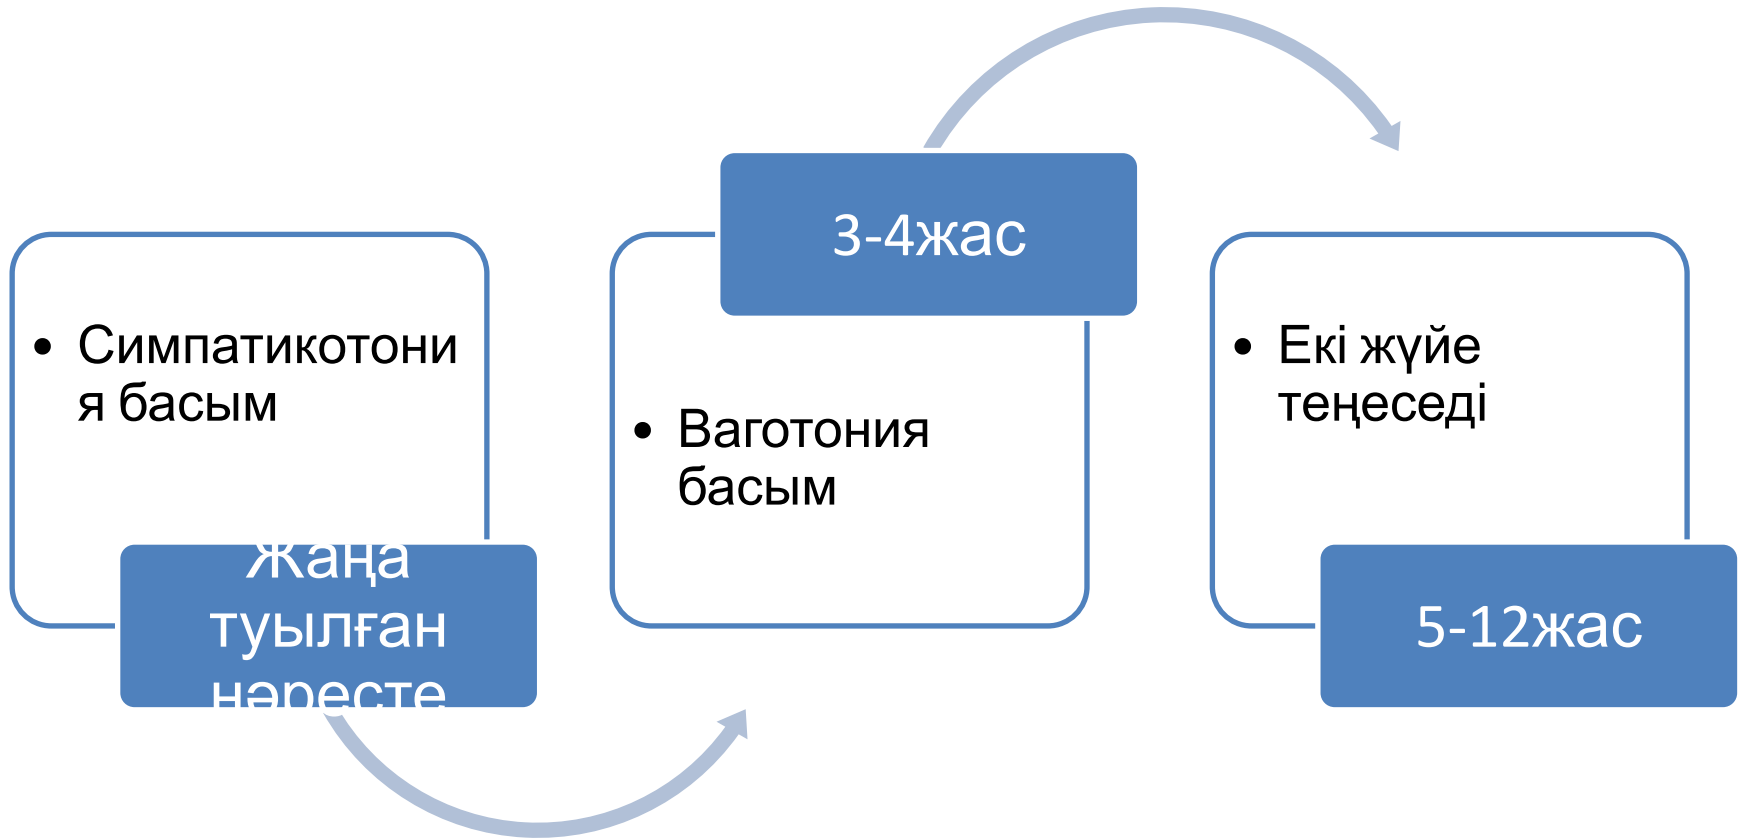 • Симпатикотони
я басым
Жаңа
туылған
нәресте
3-4жас
• Ваготония
басым
• Екі жүйе
теңеседі
5-12жас